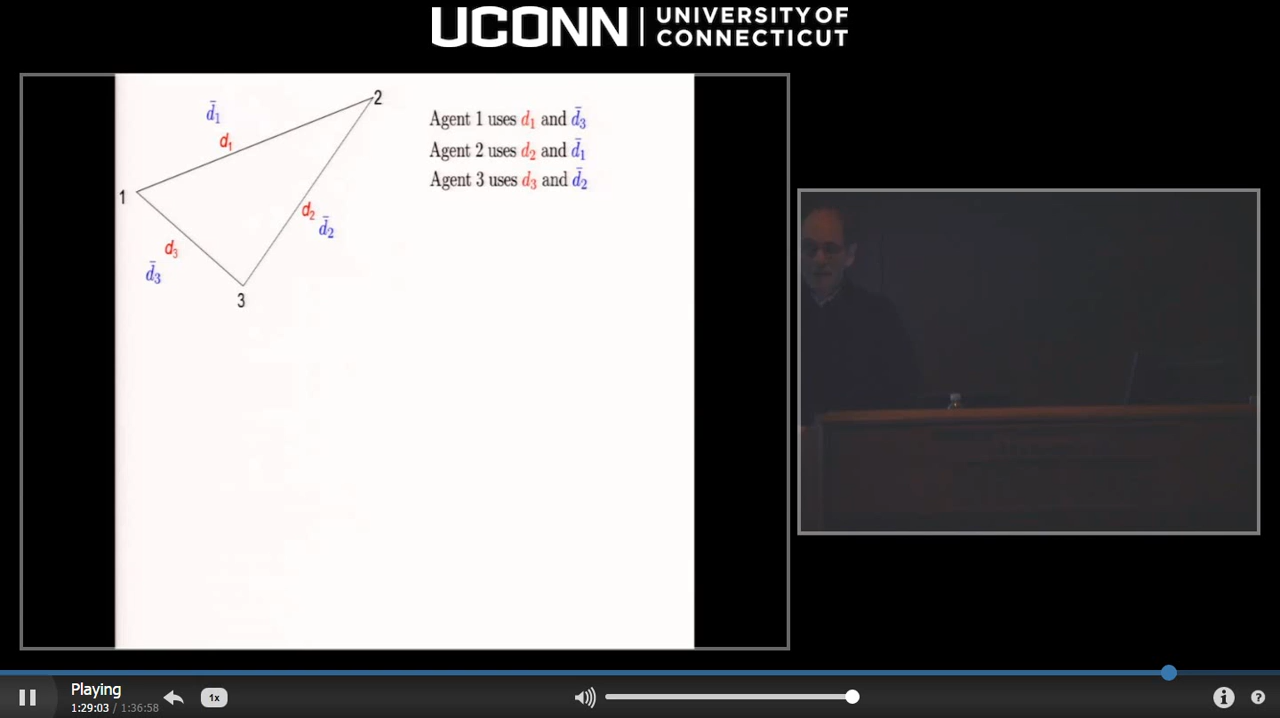 UCONN | UNIVERSITY OF
CONNECTICUT
d̄₁
d₁
2
1
d₂
d̄₂
d₃
d̄₃
3
Agent 1 uses d₁ and d̄₃
Agent 2 uses d₂ and d̄₁
Agent 3 uses d₃ and d̄₂
Playing
1:29:03 / 1:36:58
1x
i
?